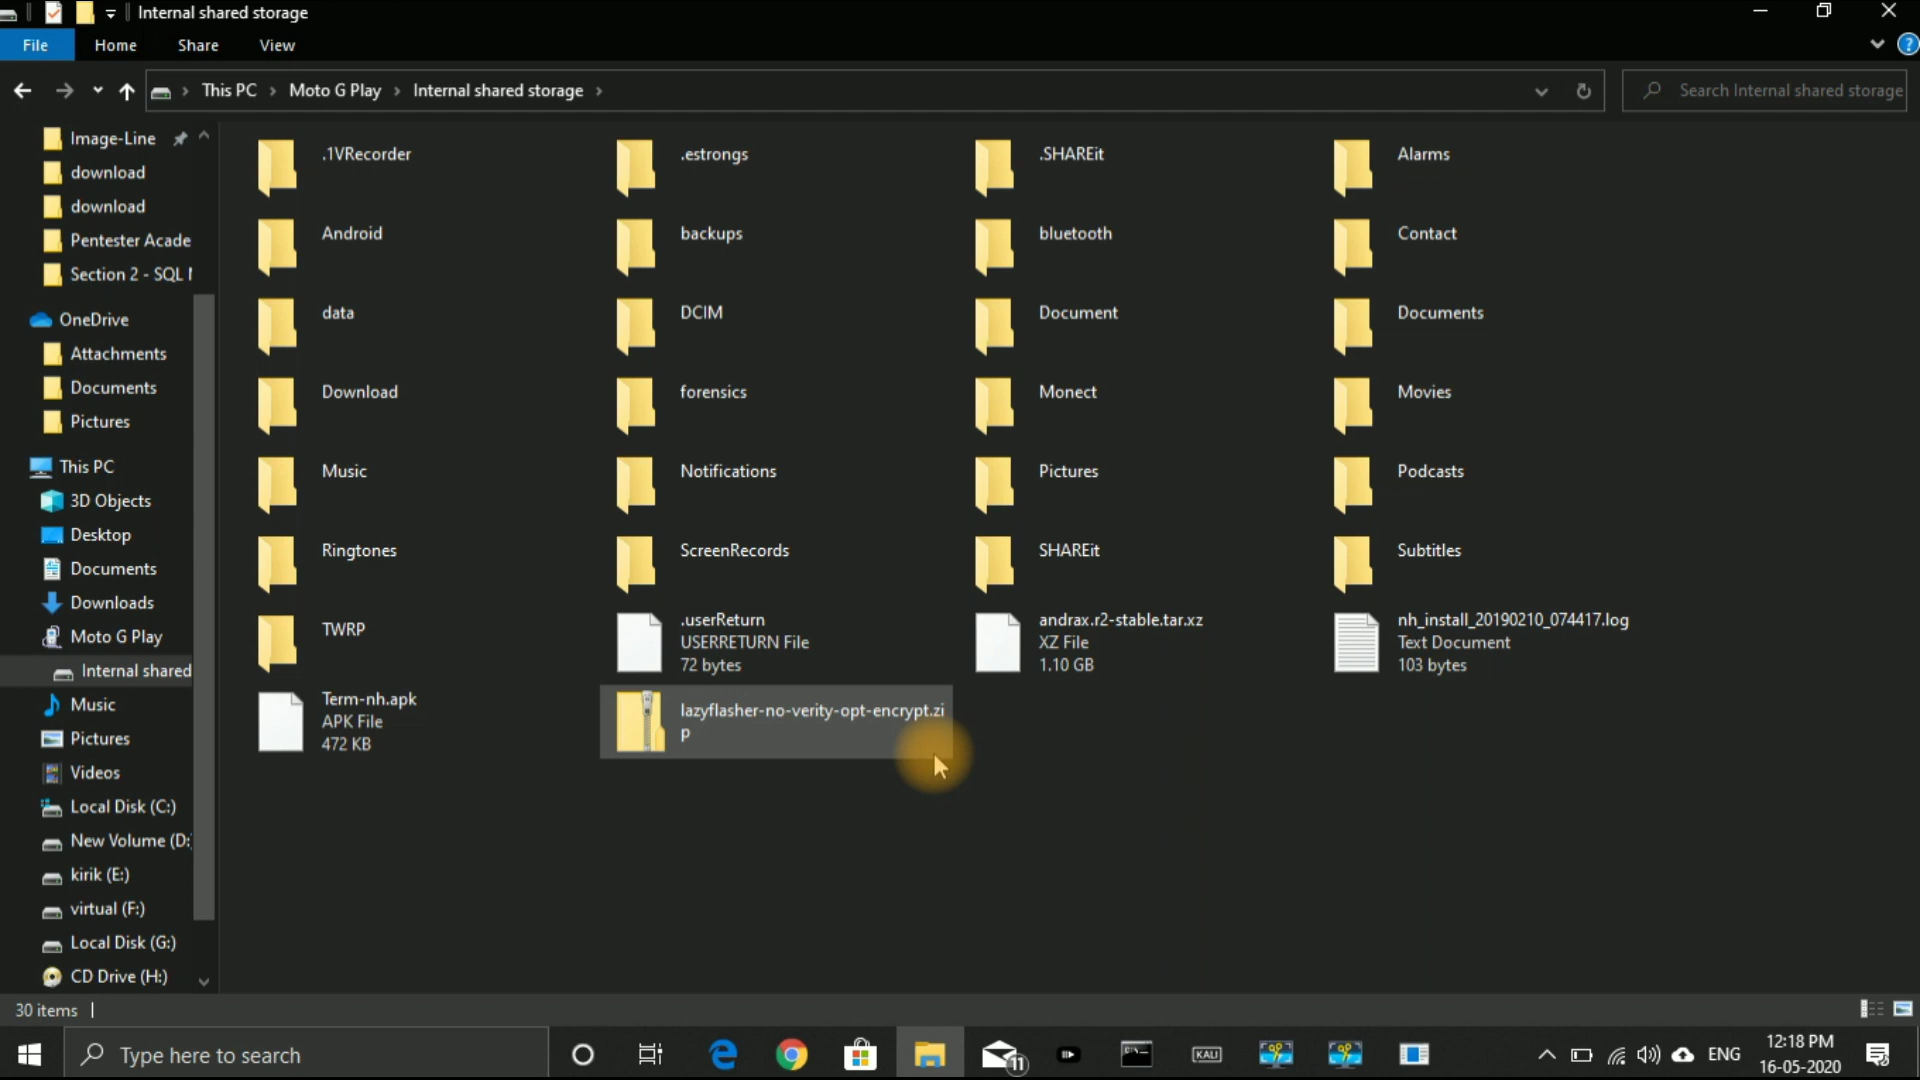 Internal shared storage
File Home Share View
This PC Moto G Play Internal shared storage
Search Internal shared storage
Image-Line
download
download
Pentester Acade
Section 2 - SQL
OneDrive
Attachments
Documents
Pictures
This PC
3D Objects
Desktop
Documents
Downloads
Moto G Play
Internal shared
Music
Pictures
Videos
Local Disk (C:)
New Volume (D:
kirik (E:)
virtual (F:)
Local Disk (G:)
CD Drive (H:)
.1VRecorder
.estrongs
.SHAREit
Alarms
Android
backups
bluetooth
Contact
data
DCIM
Document
Documents
Download
forensics
Monect
Movies
Music
Notifications
Pictures
Podcasts
Ringtones
ScreenRecords
SHAREit
Subtitles
TWRP
.userReturn
USERRETURN File
72 bytes
andrax.r2-stable.tar.xz
XZ File
1.10 GB
nh_install_20190210_074417.log
Text Document
103 bytes
Term-nh.apk
APK File
472 KB
lazyflasher-no-verity-opt-encrypt.zi
p
30 items
Type here to search
11
KALI
ENG
12:18 PM
16-05-2020